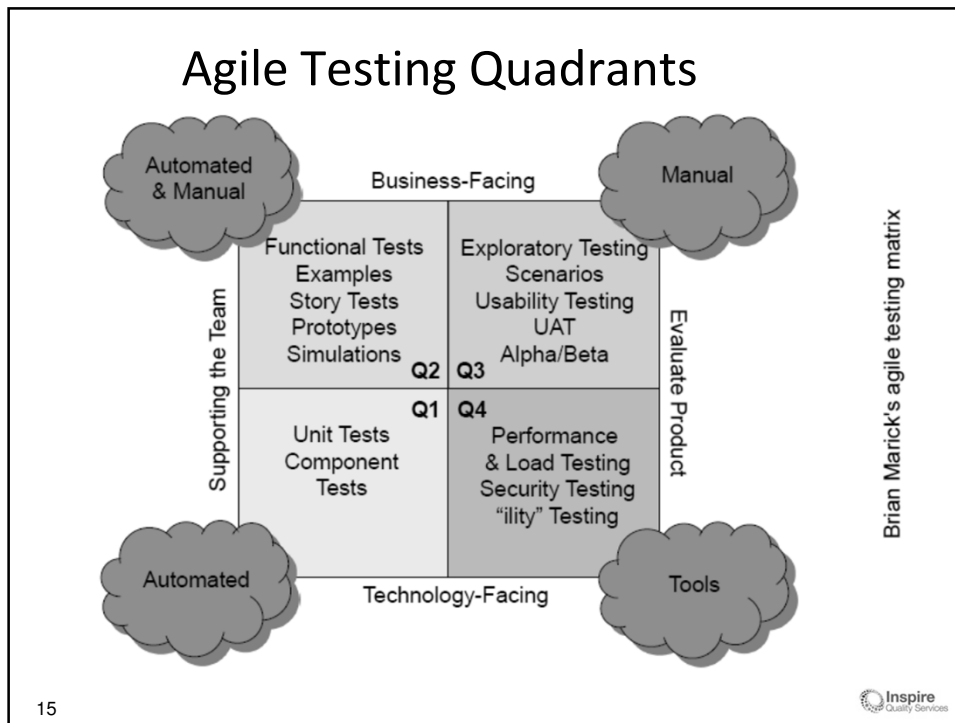 Agile Testing Quadrants
Automated
& Manual
Business-Facing
Manual
Functional Tests
Examples
Story Tests
Prototypes
Simulations
Q2
Exploratory Testing
Scenarios
Usability Testing
UAT
Alpha/Beta
Q3
Supporting the Team
Evaluate Product
Brian Marick's agile testing matrix
Q1
Unit Tests
Component
Tests
Q4
Performance
& Load Testing
Security Testing
“ility” Testing
Automated
Technology-Facing
Tools
15
Inspire
Quality Services